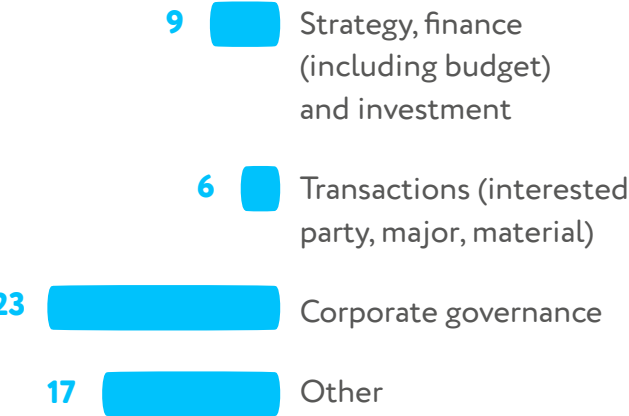 9 Strategy, finance
(including budget)
and investment
6 Transactions (interested
party, major, material)
23 Corporate governance
17 Other